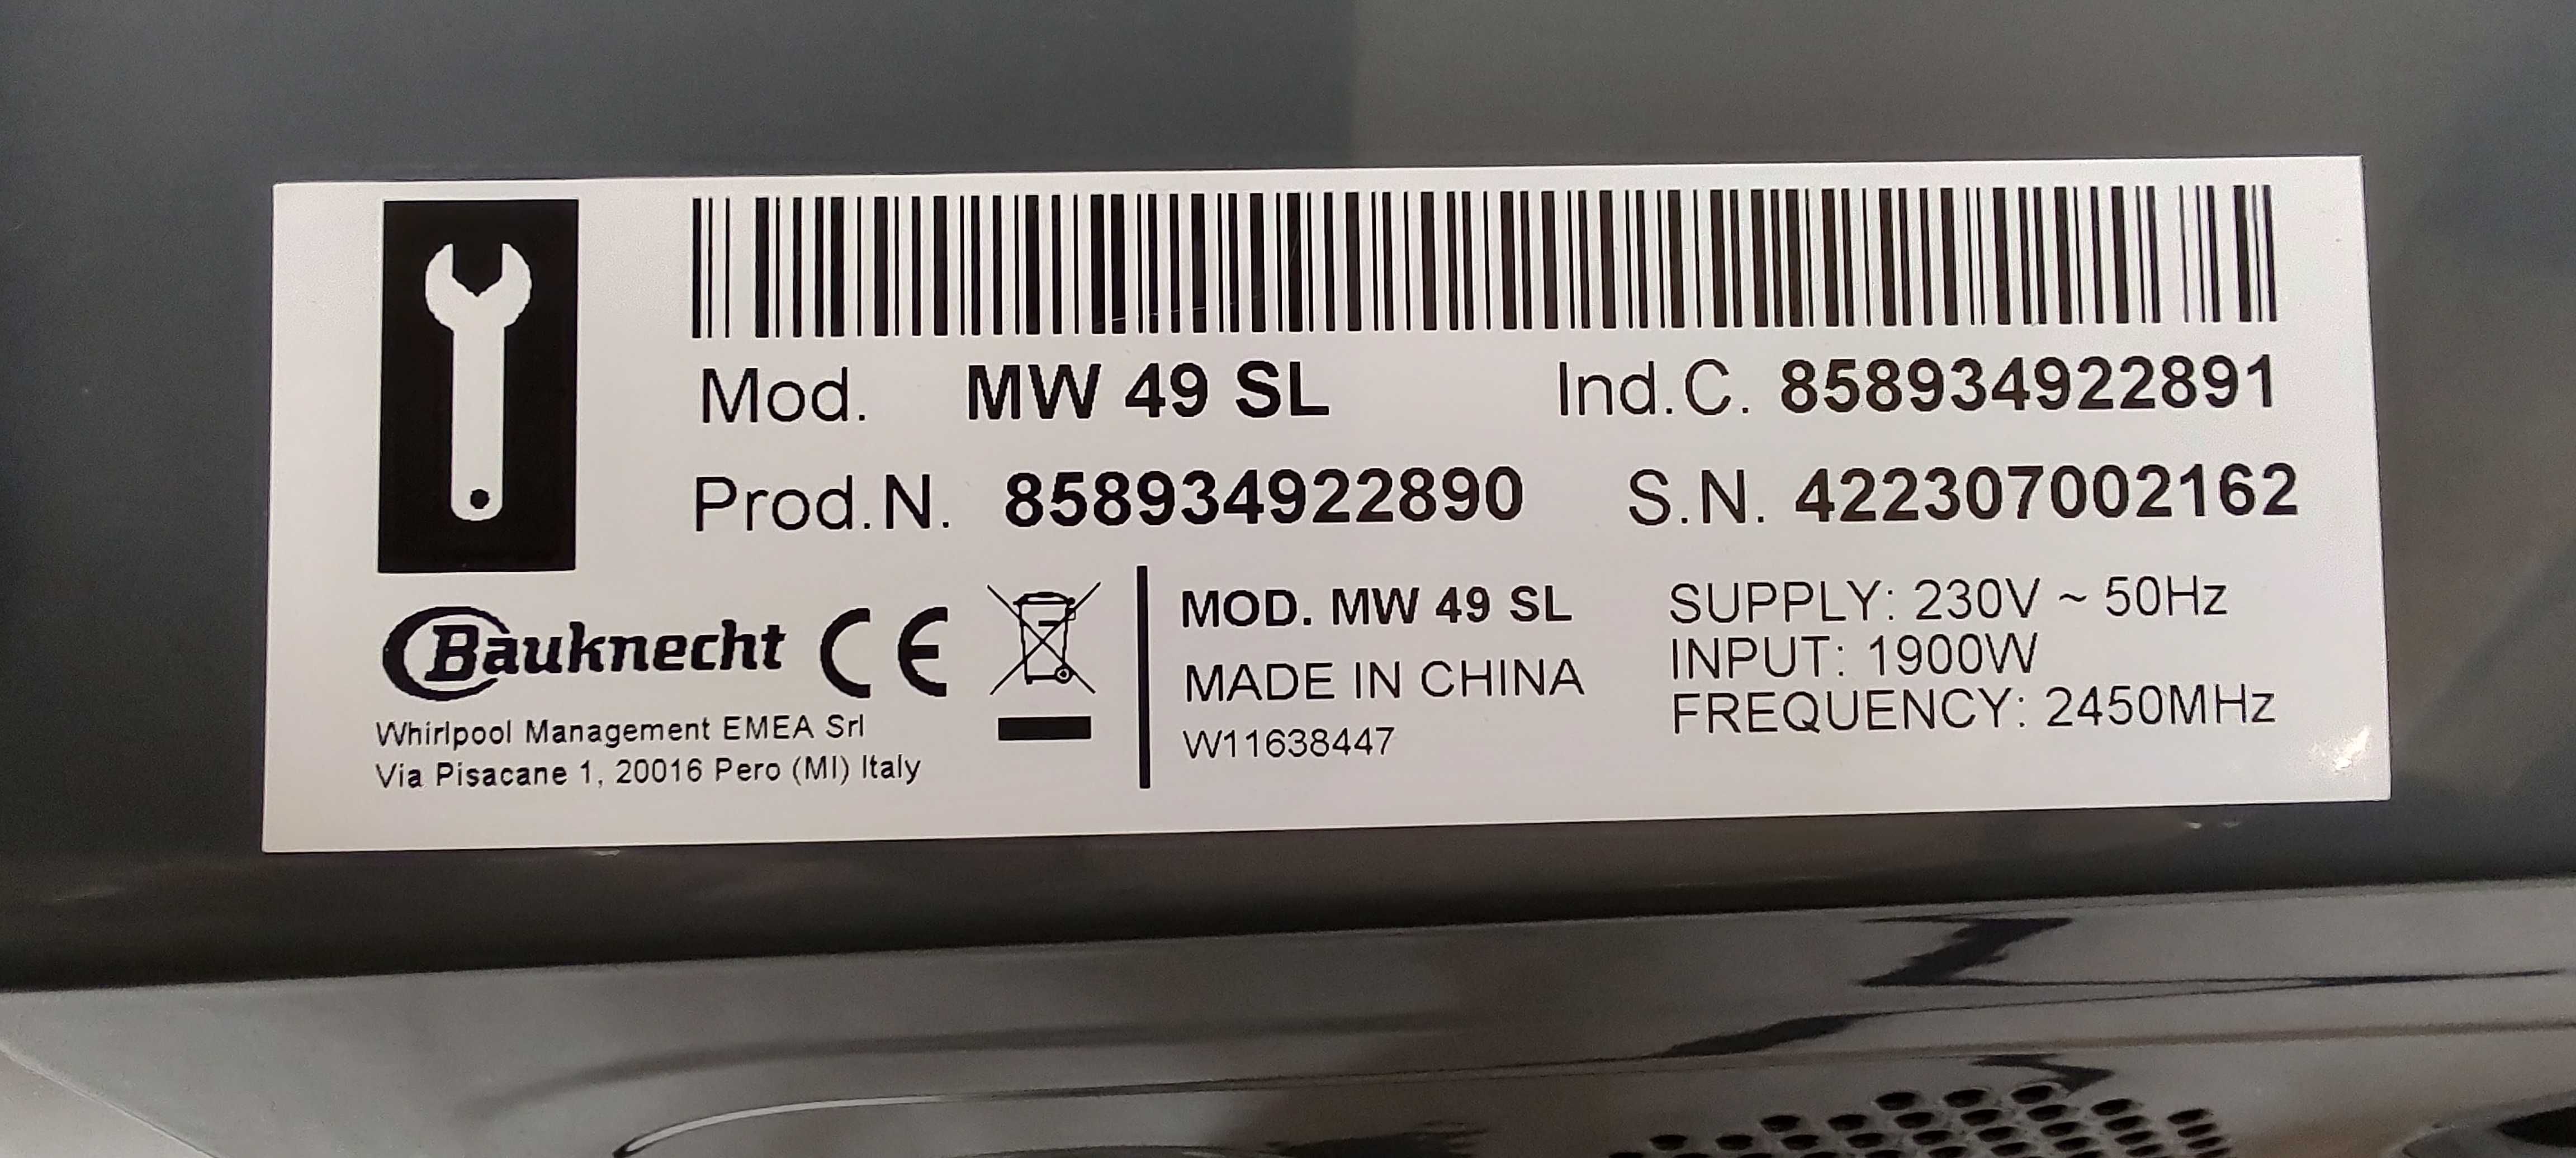 Mod. MW 49 SL Ind.C. 858934922891
Prod.N. 858934922890 S.N. 422307002162
Bauknecht CE
Whirlpool Management EMEA Srl
Via Pisacane 1, 20016 Pero (MI) Italy
MOD. MW 49 SL
MADE IN CHINA
W11638447
SUPPLY: 230V ~ 50Hz
INPUT: 1900W
FREQUENCY: 2450MHz